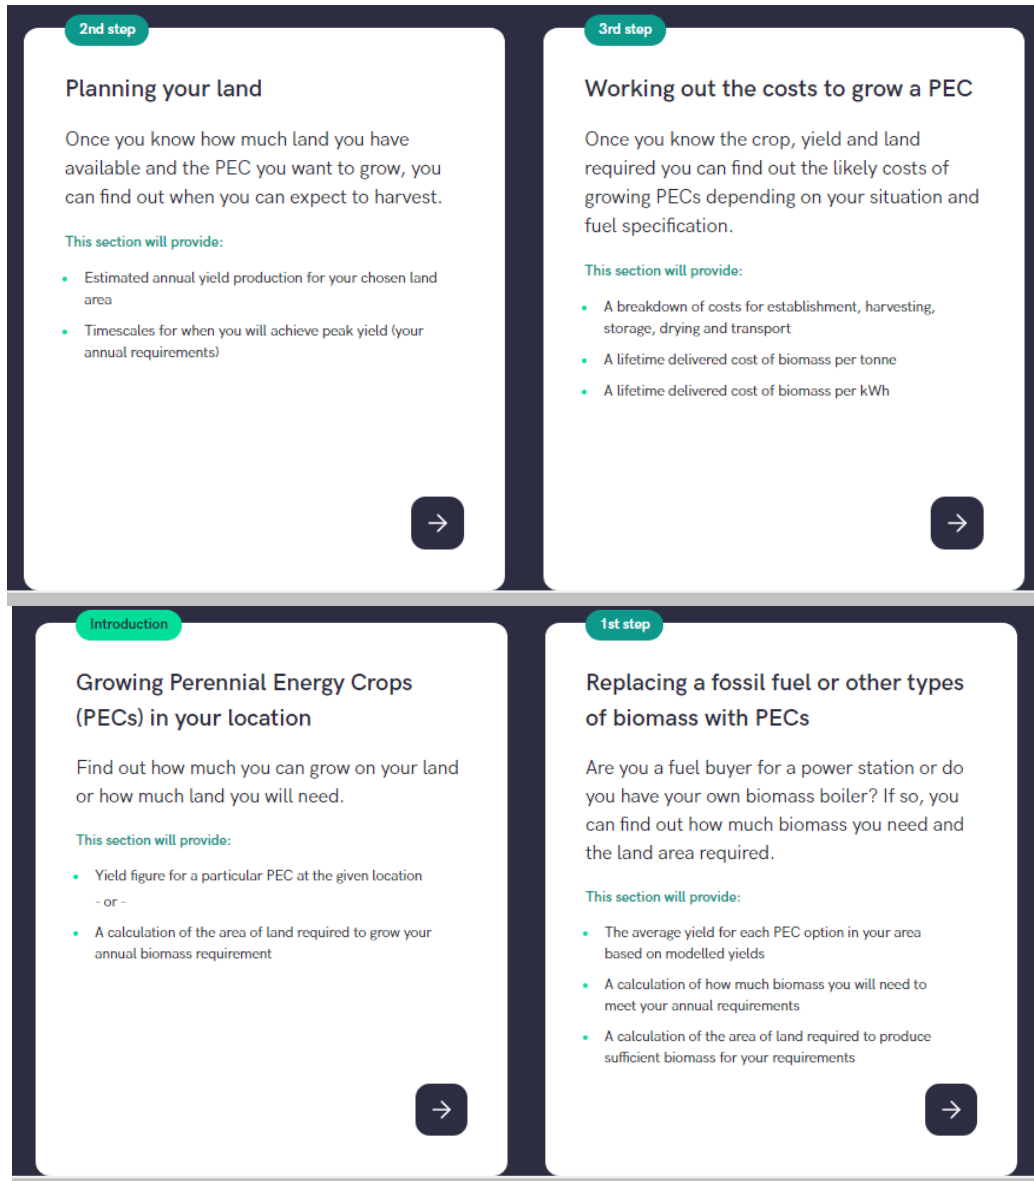 2nd step
Planning your land
Once you know how much land you have
available and the PEC you want to grow, you
can find out when you can expect to harvest.
This section will provide:
Estimated annual yield production for your chosen land
area
Timescales for when you will achieve peak yield (your
annual requirements)
3rd step
Working out the costs to grow a PEC
Once you know the crop, yield and land
required you can find out the likely costs of
growing PECs depending on your situation and
fuel specification.
This section will provide:
A breakdown of costs for establishment, harvesting,
storage, drying and transport
A lifetime delivered cost of biomass per tonne
A lifetime delivered cost of biomass per kWh
Introduction
Growing Perennial Energy Crops
(PECs) in your location
Find out how much you can grow on your land
or how much land you will need.
This section will provide:
Yield figure for a particular PEC at the given location
- or -
A calculation of the area of land required to grow your
annual biomass requirement
1st step
Replacing a fossil fuel or other types
of biomass with PECs
Are you a fuel buyer for a power station or do
you have your own biomass boiler? If so, you
can find out how much biomass you need and
the land area required.
This section will provide:
The average yield for each PEC option in your area
based on modelled yields
A calculation of how much biomass you will need to
meet your annual requirements
A calculation of the area of land required to produce
sufficient biomass for your requirements